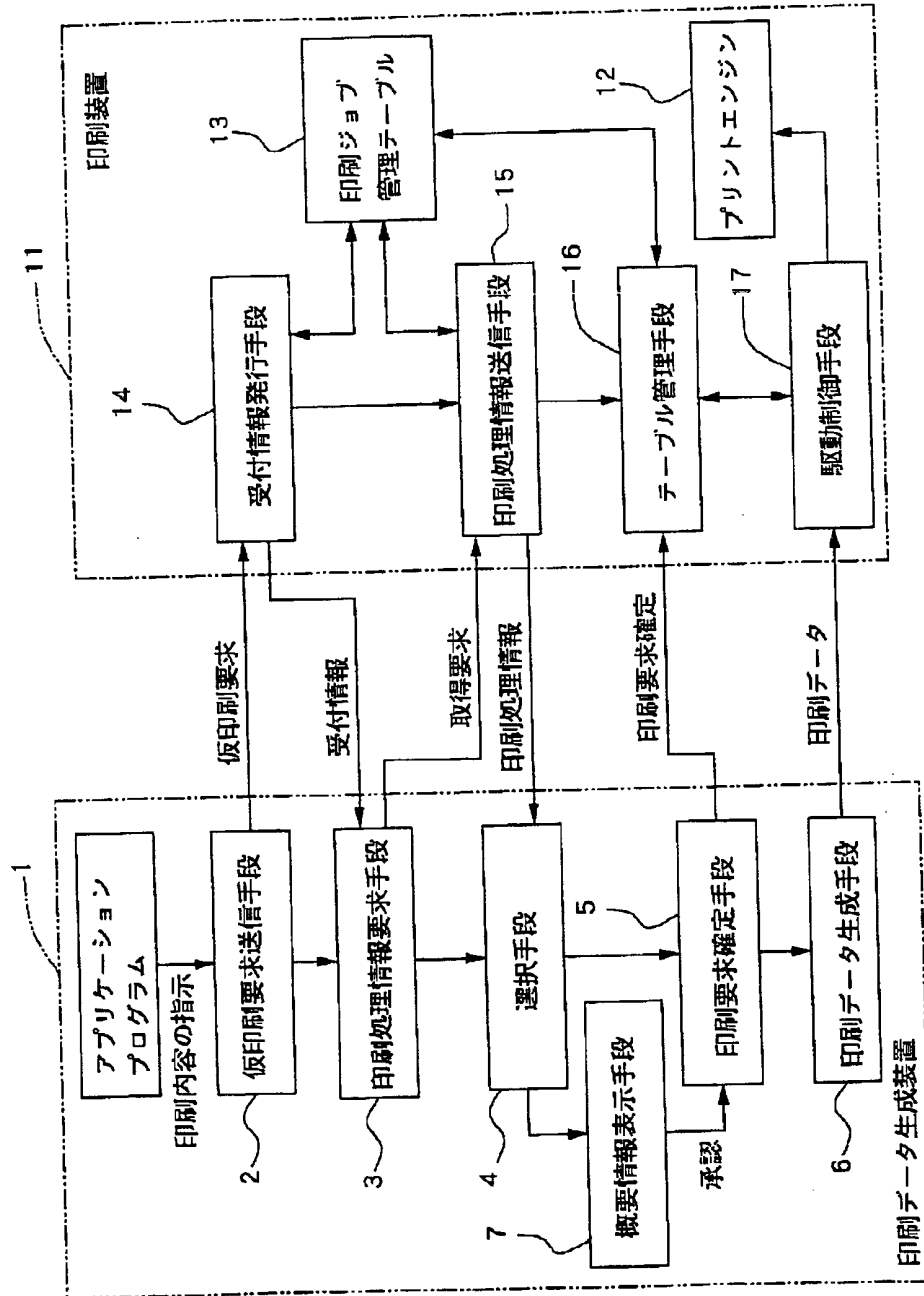 1
アプリケーション
プログラム
印刷内容の指示
仮印刷要求送信手段
2
印刷処理情報要求手段
3
選択手段
4
概要情報表示手段
7
承認
印刷要求確定手段
5
印刷データ生成手段
6
印刷データ生成装置
仮印刷要求
受付情報
取得要求
印刷処理情報
印刷要求確定
印刷データ
11
印刷装置
受付情報発行手段
14
印刷ジョブ
管理テーブル
13
印刷処理情報送信手段
15
テーブル管理手段
16
プリントエンジン
12
駆動制御手段
17